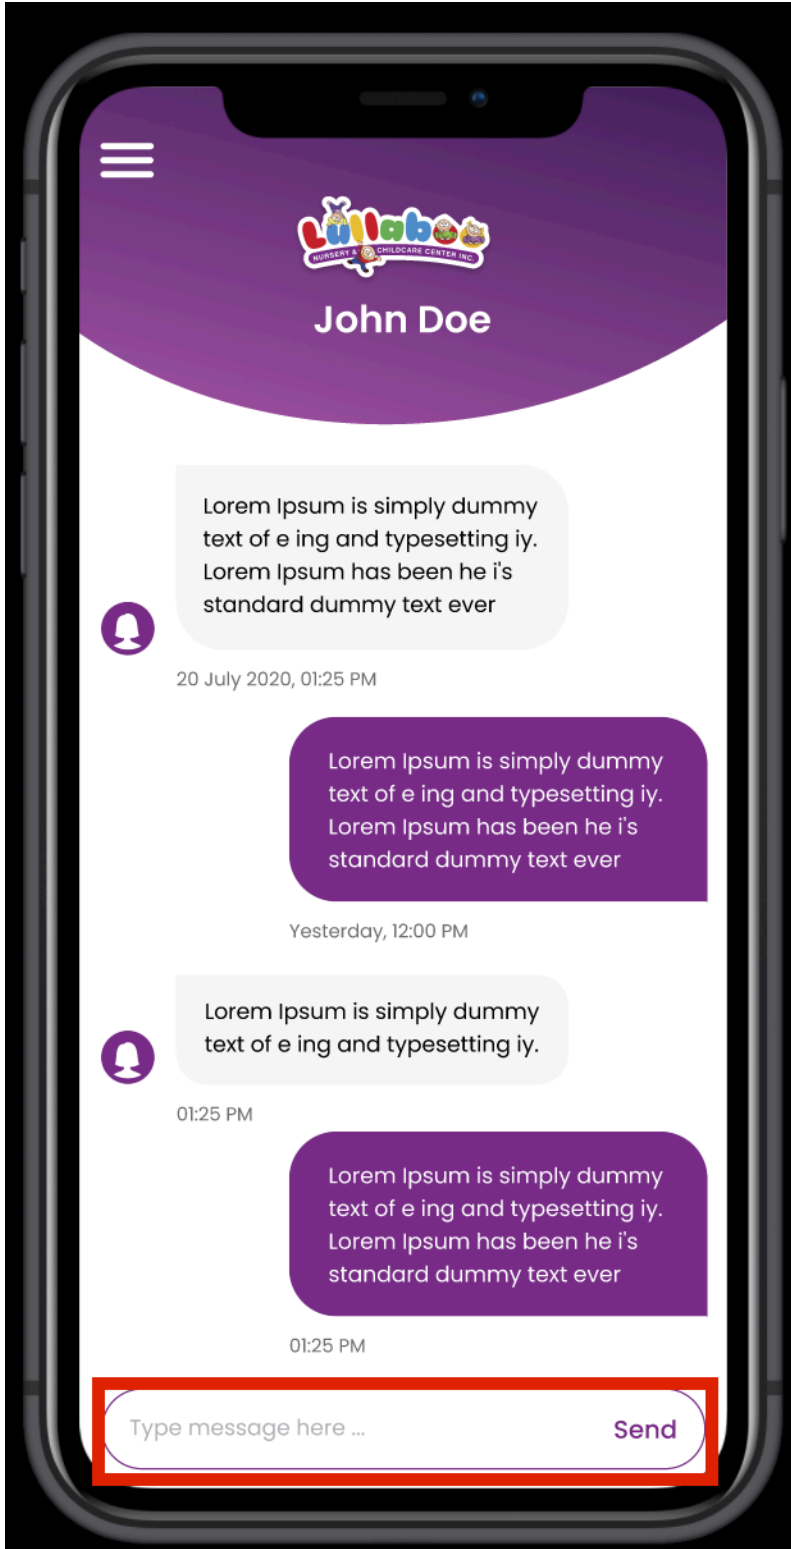 Lullaboo
NURSERY & CHILDCARE CENTER INC.
John Doe
Lorem Ipsum is simply dummy
text of e ing and typesetting iy.
Lorem Ipsum has been he i's
standard dummy text ever
20 July 2020, 01:25 PM
Lorem Ipsum is simply dummy
text of e ing and typesetting iy.
Lorem Ipsum has been he i's
standard dummy text ever
Yesterday, 12:00 PM
Lorem Ipsum is simply dummy
text of e ing and typesetting iy.
01:25 PM
Lorem Ipsum is simply dummy
text of e ing and typesetting iy.
Lorem Ipsum has been he i's
standard dummy text ever
01:25 PM
Type message here ... Send